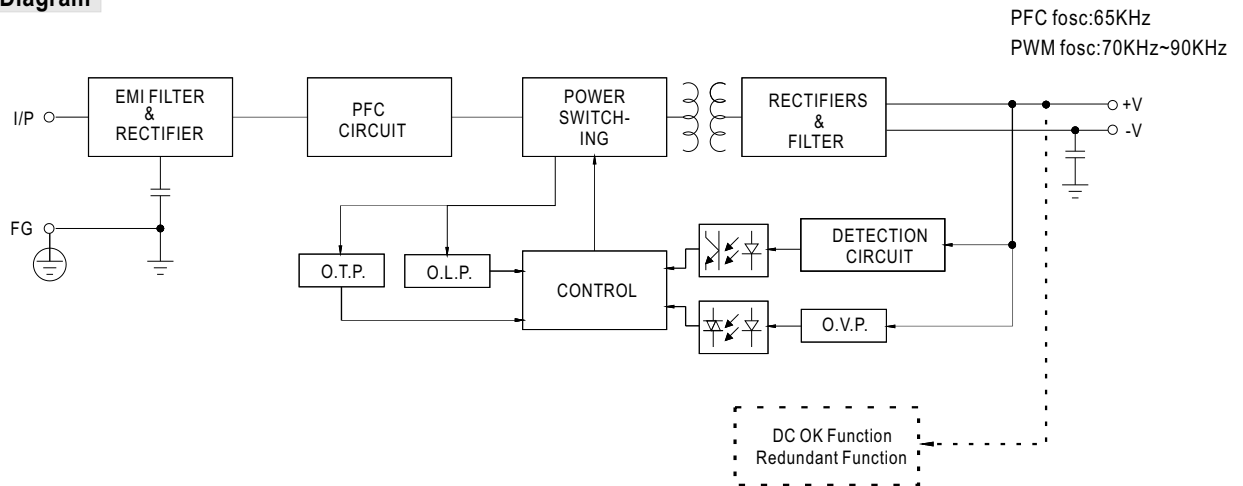 Diagram
PFC fosc:65KHz
PWM fosc:70KHz~90KHz
I/P
EMI FILTER
&
RECTIFIER
PFC
CIRCUIT
POWER
SWITCH-
ING
RECTIFIERS
&
FILTER
+V
-V
FG
O.T.P.
O.L.P.
CONTROL
DETECTION
CIRCUIT
O.V.P.
DC OK Function
Redundant Function